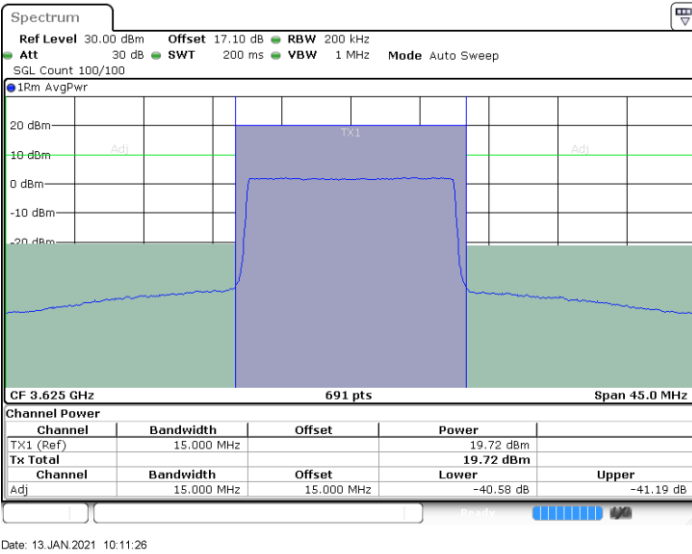 Spectrum
Ref Level 30.00 dBm Offset 17.10 dB RBW 200 kHz
Att 30 dB SWT 200 ms VBW 1 MHz Mode Auto Sweep
SGL Count 100/100
1Rm AvgPwr
20 dBm
TX1
Adj Adj
10 dBm
0 dBm
-10 dBm
-20 dBm
CF 3.625 GHz 691 pts Span 45.0 MHz
Channel Power
Channel Bandwidth Offset Power
TX1 (Ref) 15.000 MHz 19.72 dBm
Tx Total 19.72 dBm
Channel Bandwidth Offset Lower Upper
Adj 15.000 MHz 15.000 MHz -40.58 dB -41.19 dB
Ready
Date: 13.JAN.2021 10:11:26